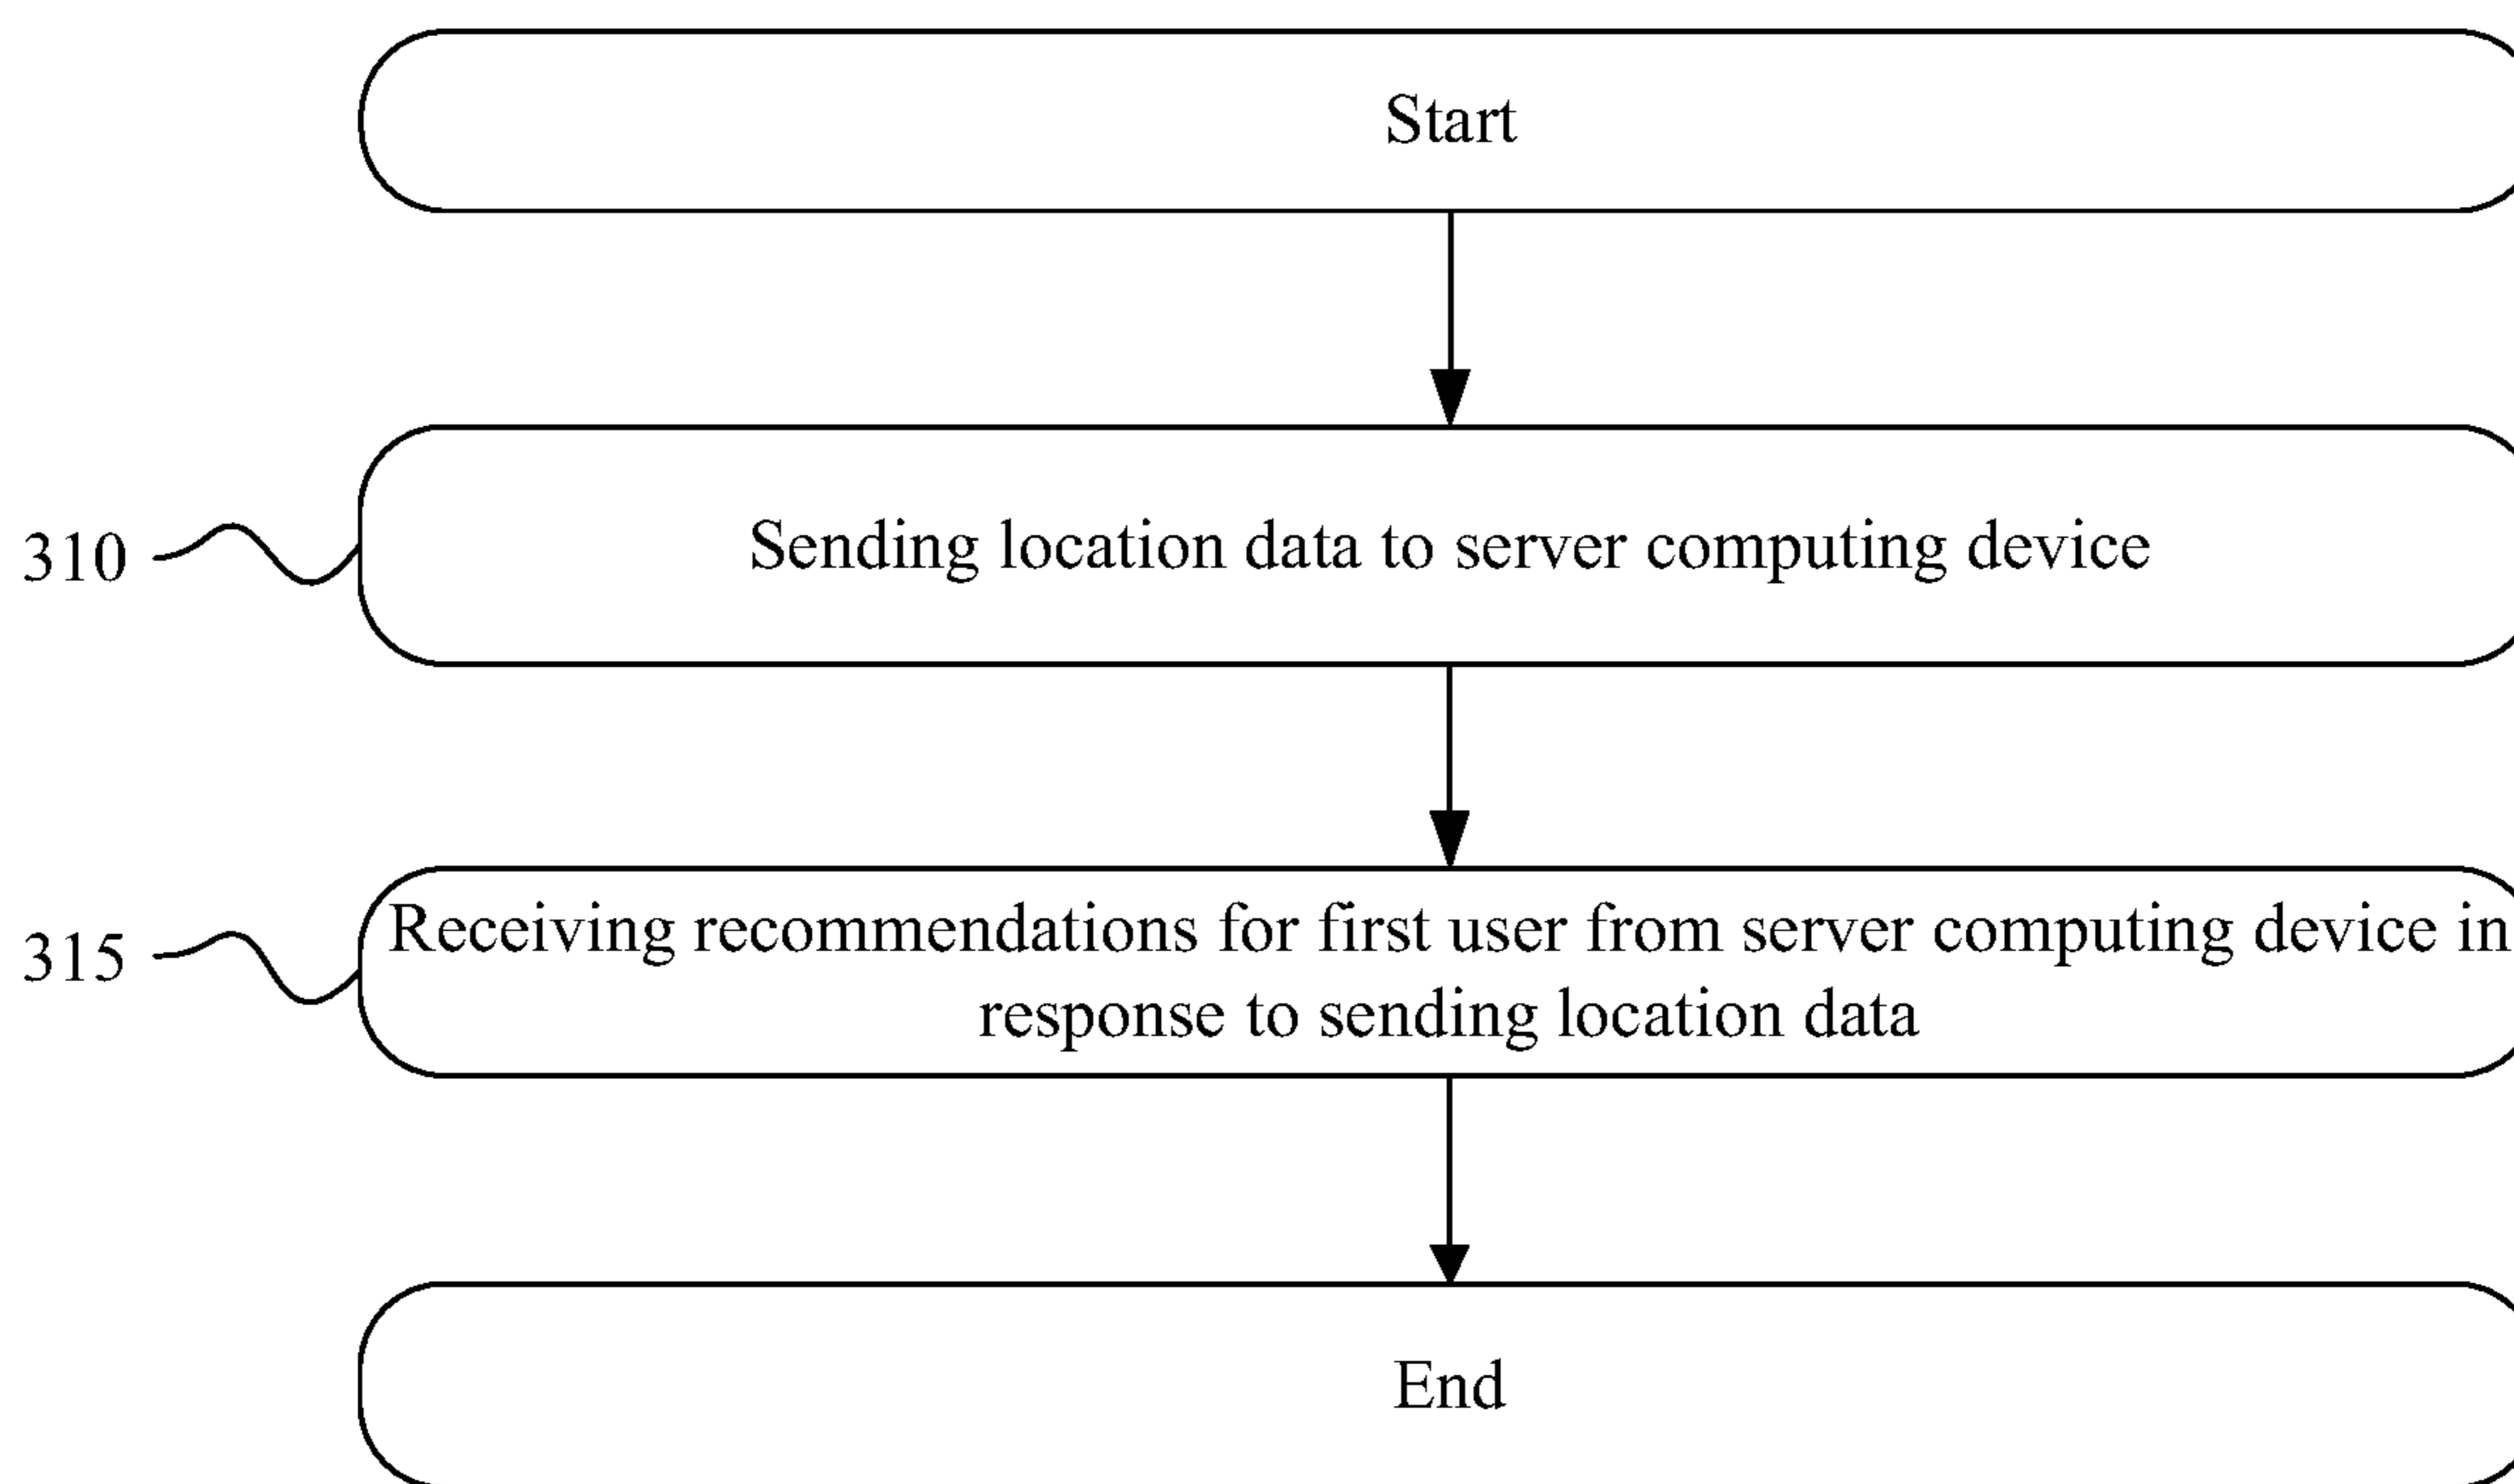 Start
310
Sending location data to server computing device
315
Receiving recommendations for first user from server computing device in
response to sending location data
End